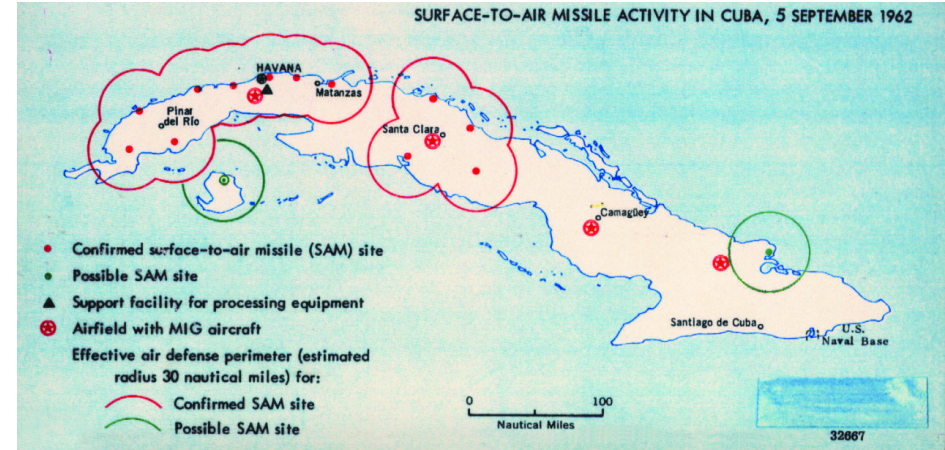 SURFACE-TO-AIR MISSILE ACTIVITY IN CUBA, 5 SEPTEMBER 1962
HAVANA
Matanzas
Pinar
del Río
Santa Clara
Camagüey
Santiago de Cuba
U.S.
Naval Base
Confirmed surface-to-air missile (SAM) site
Possible SAM site
Support facility for processing equipment
Airfield with MIG aircraft
Effective air defense perimeter (estimated
radius 30 nautical miles) for:
Confirmed SAM site
Possible SAM site
0 100
Nautical Miles
32667